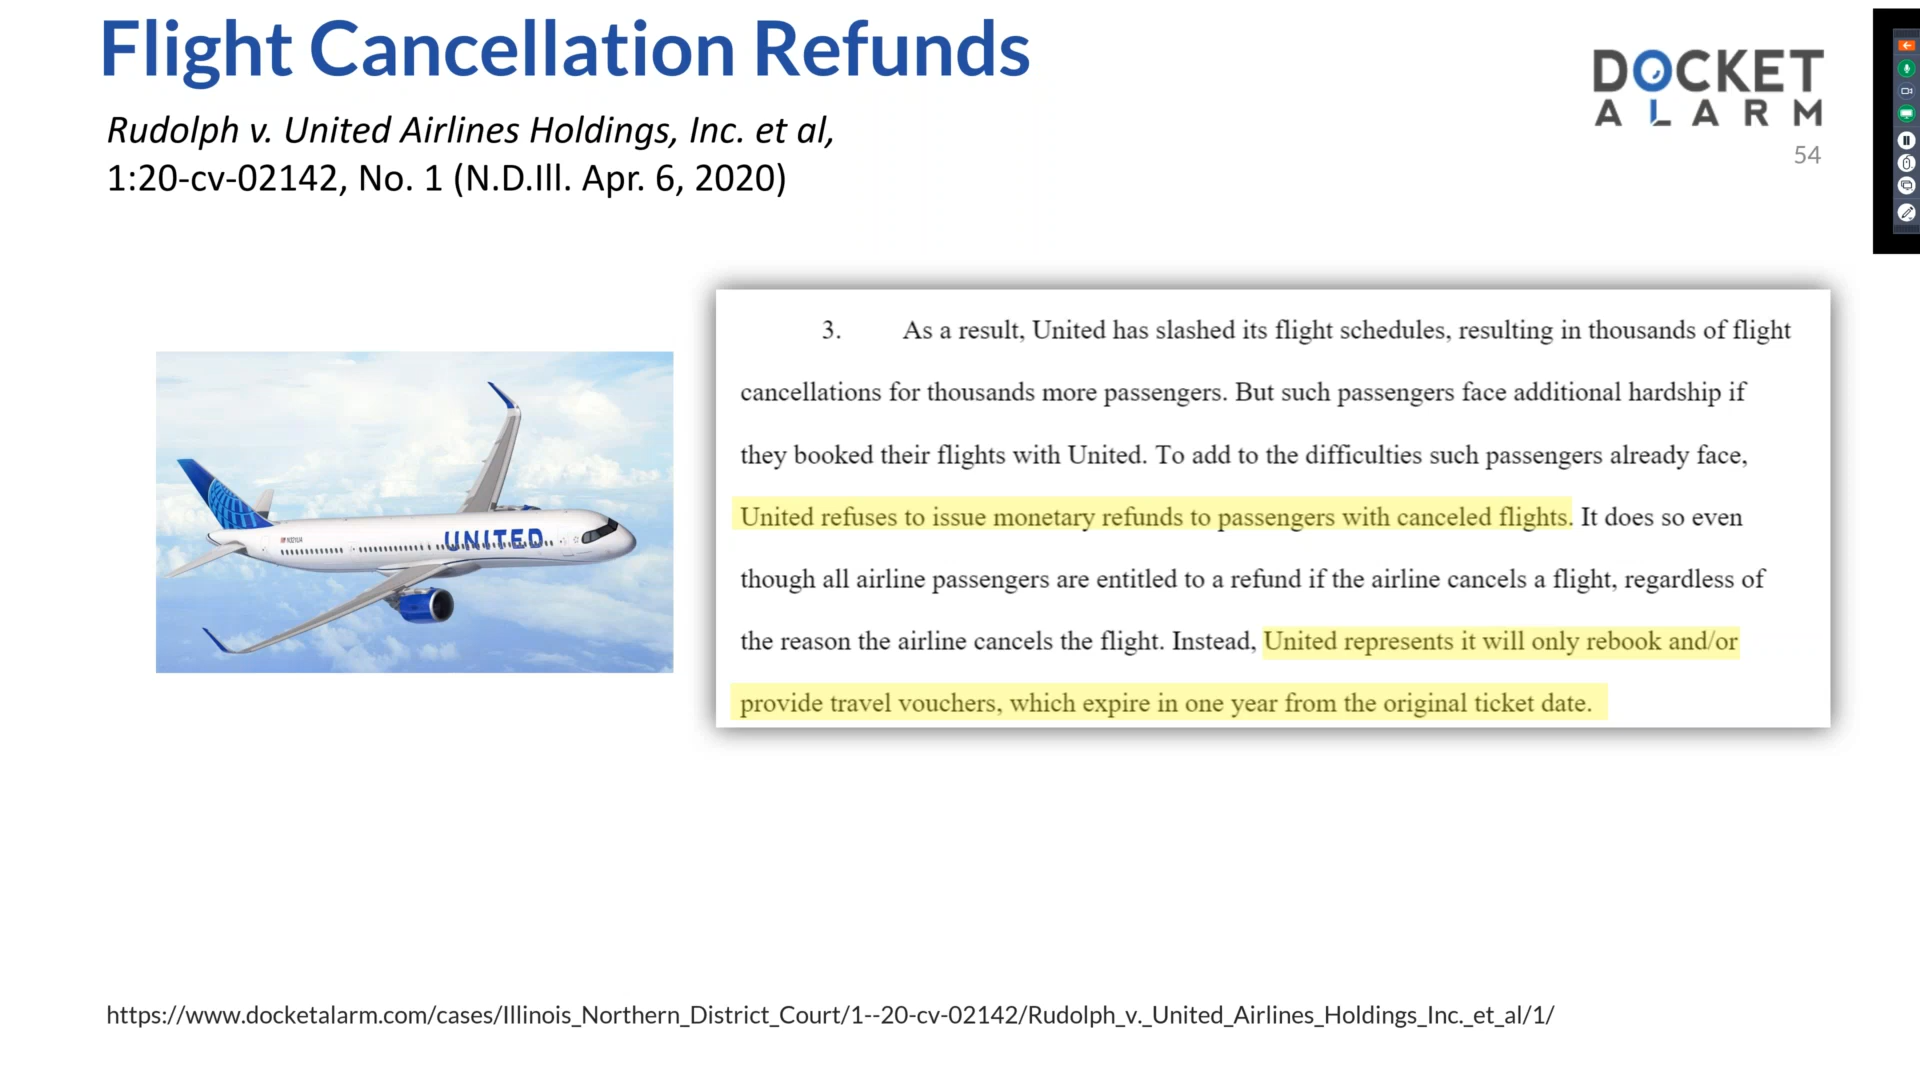 Flight Cancellation Refunds
DOCKET
ALARM
54
Rudolph v. United Airlines Holdings, Inc. et al,
1:20-cv-02142, No. 1 (N.D.Ill. Apr. 6, 2020)
UNITED
3. As a result, United has slashed its flight schedules, resulting in thousands of flight
cancellations for thousands more passengers. But such passengers face additional hardship if
they booked their flights with United. To add to the difficulties such passengers already face,
United refuses to issue monetary refunds to passengers with canceled flights. It does so even
though all airline passengers are entitled to a refund if the airline cancels a flight, regardless of
the reason the airline cancels the flight. Instead, United represents it will only rebook and/or
provide travel vouchers, which expire in one year from the original ticket date.
https://www.docketalarm.com/cases/Illinois_Northern_District_Court/1--20-cv-02142/Rudolph_v._United_Airlines_Holdings_Inc._et_al/1/